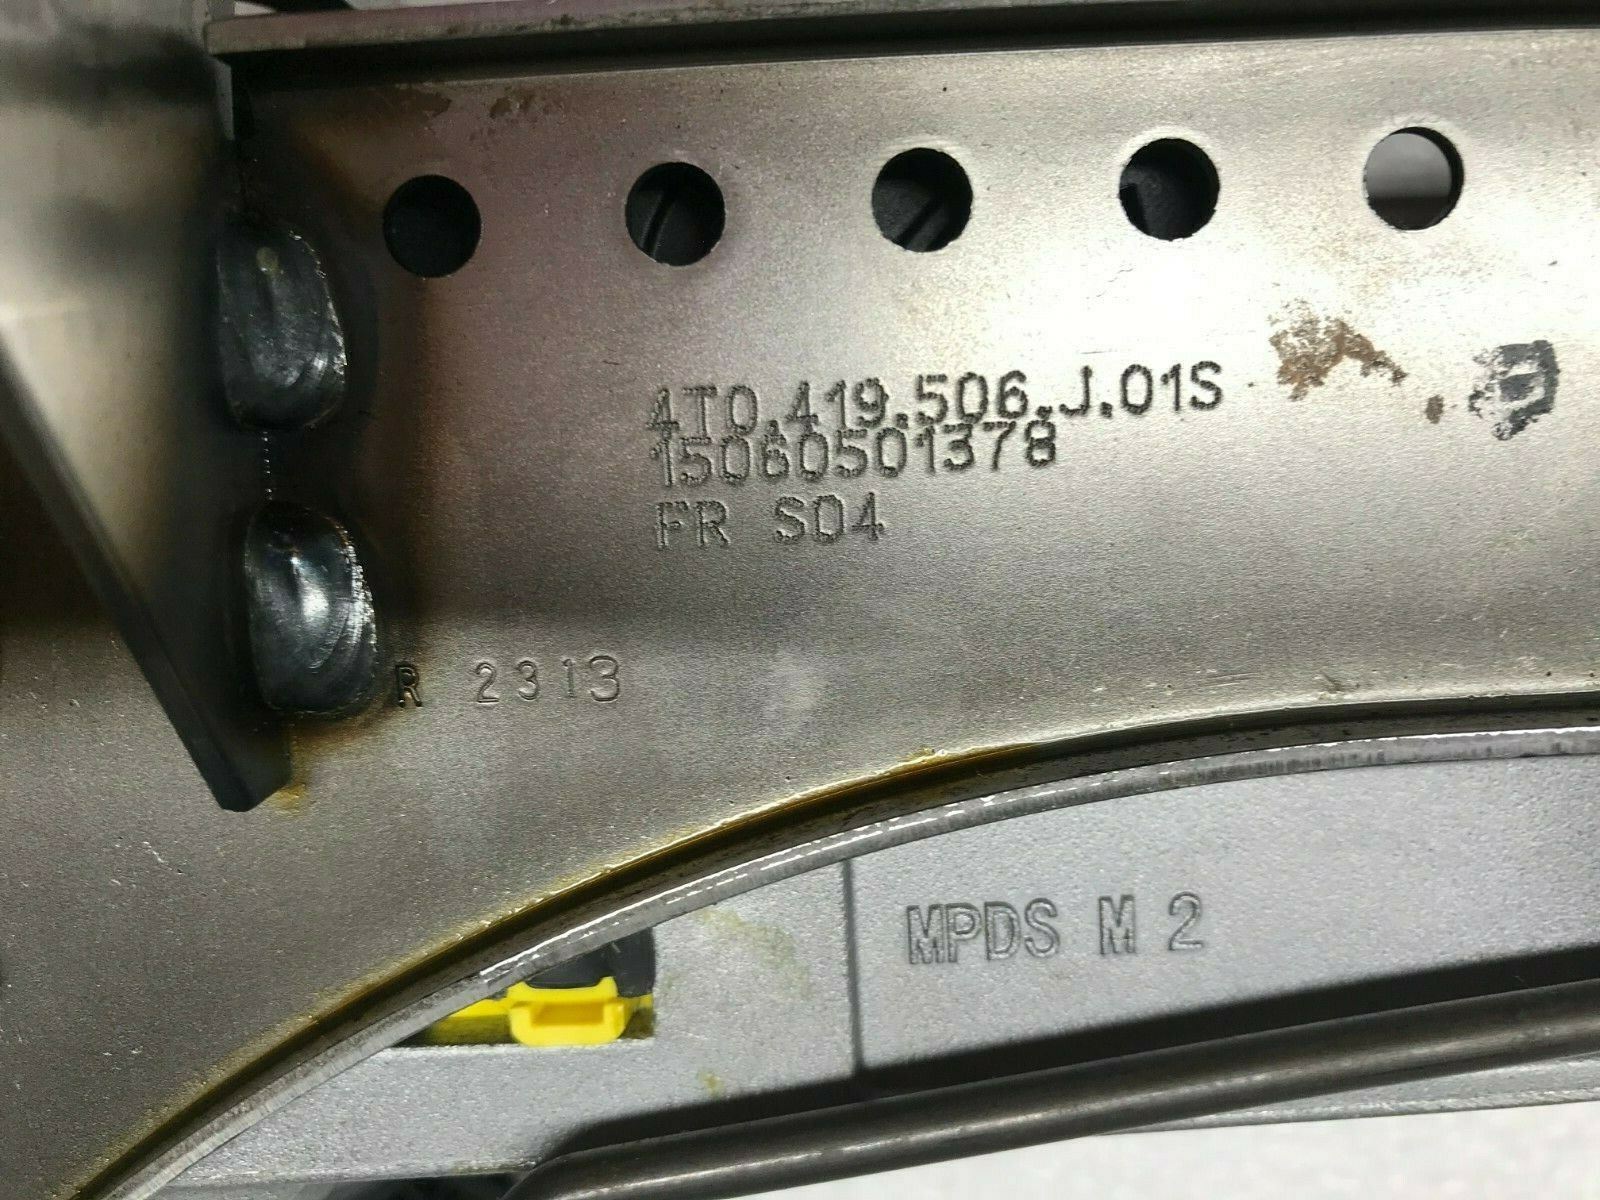 4T0.419.506.J.01S
15060501378
FR S04
R 2313
MPDS M 2